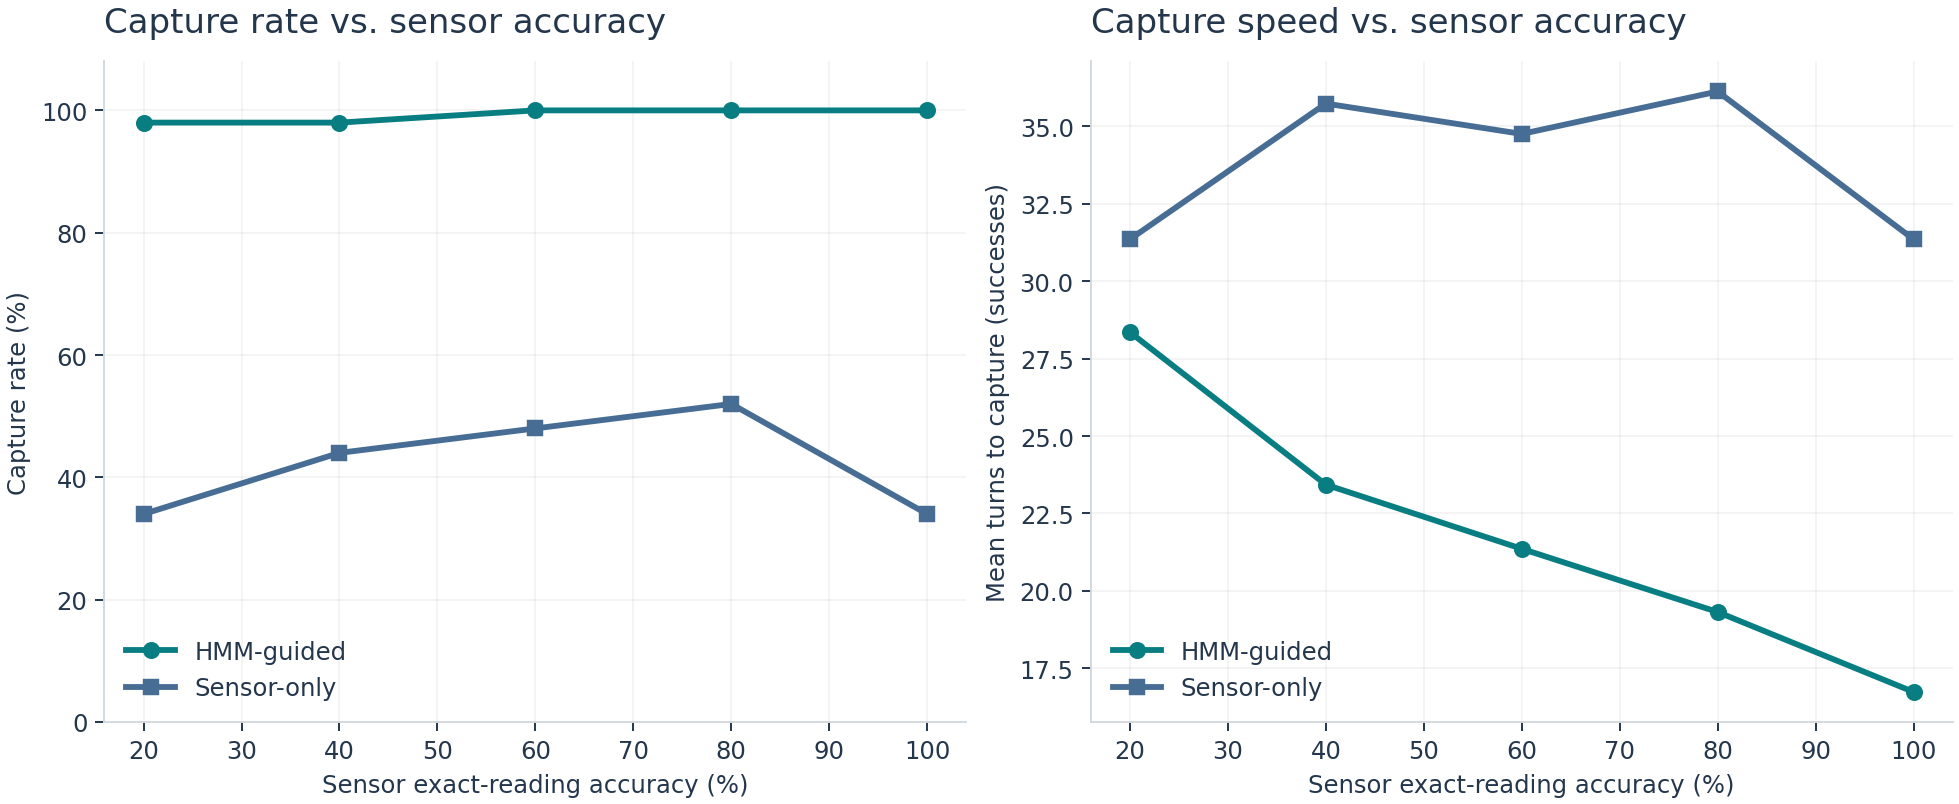 Capture rate vs. sensor accuracy
Capture rate (%)
100
80
60
40
20
0
HMM-guided
Sensor-only
20 30 40 50 60 70 80 90 100
Sensor exact-reading accuracy (%)
Capture speed vs. sensor accuracy
Mean turns to capture (successes)
35.0
32.5
30.0
27.5
25.0
22.5
20.0
17.5
HMM-guided
Sensor-only
20 30 40 50 60 70 80 90 100
Sensor exact-reading accuracy (%)